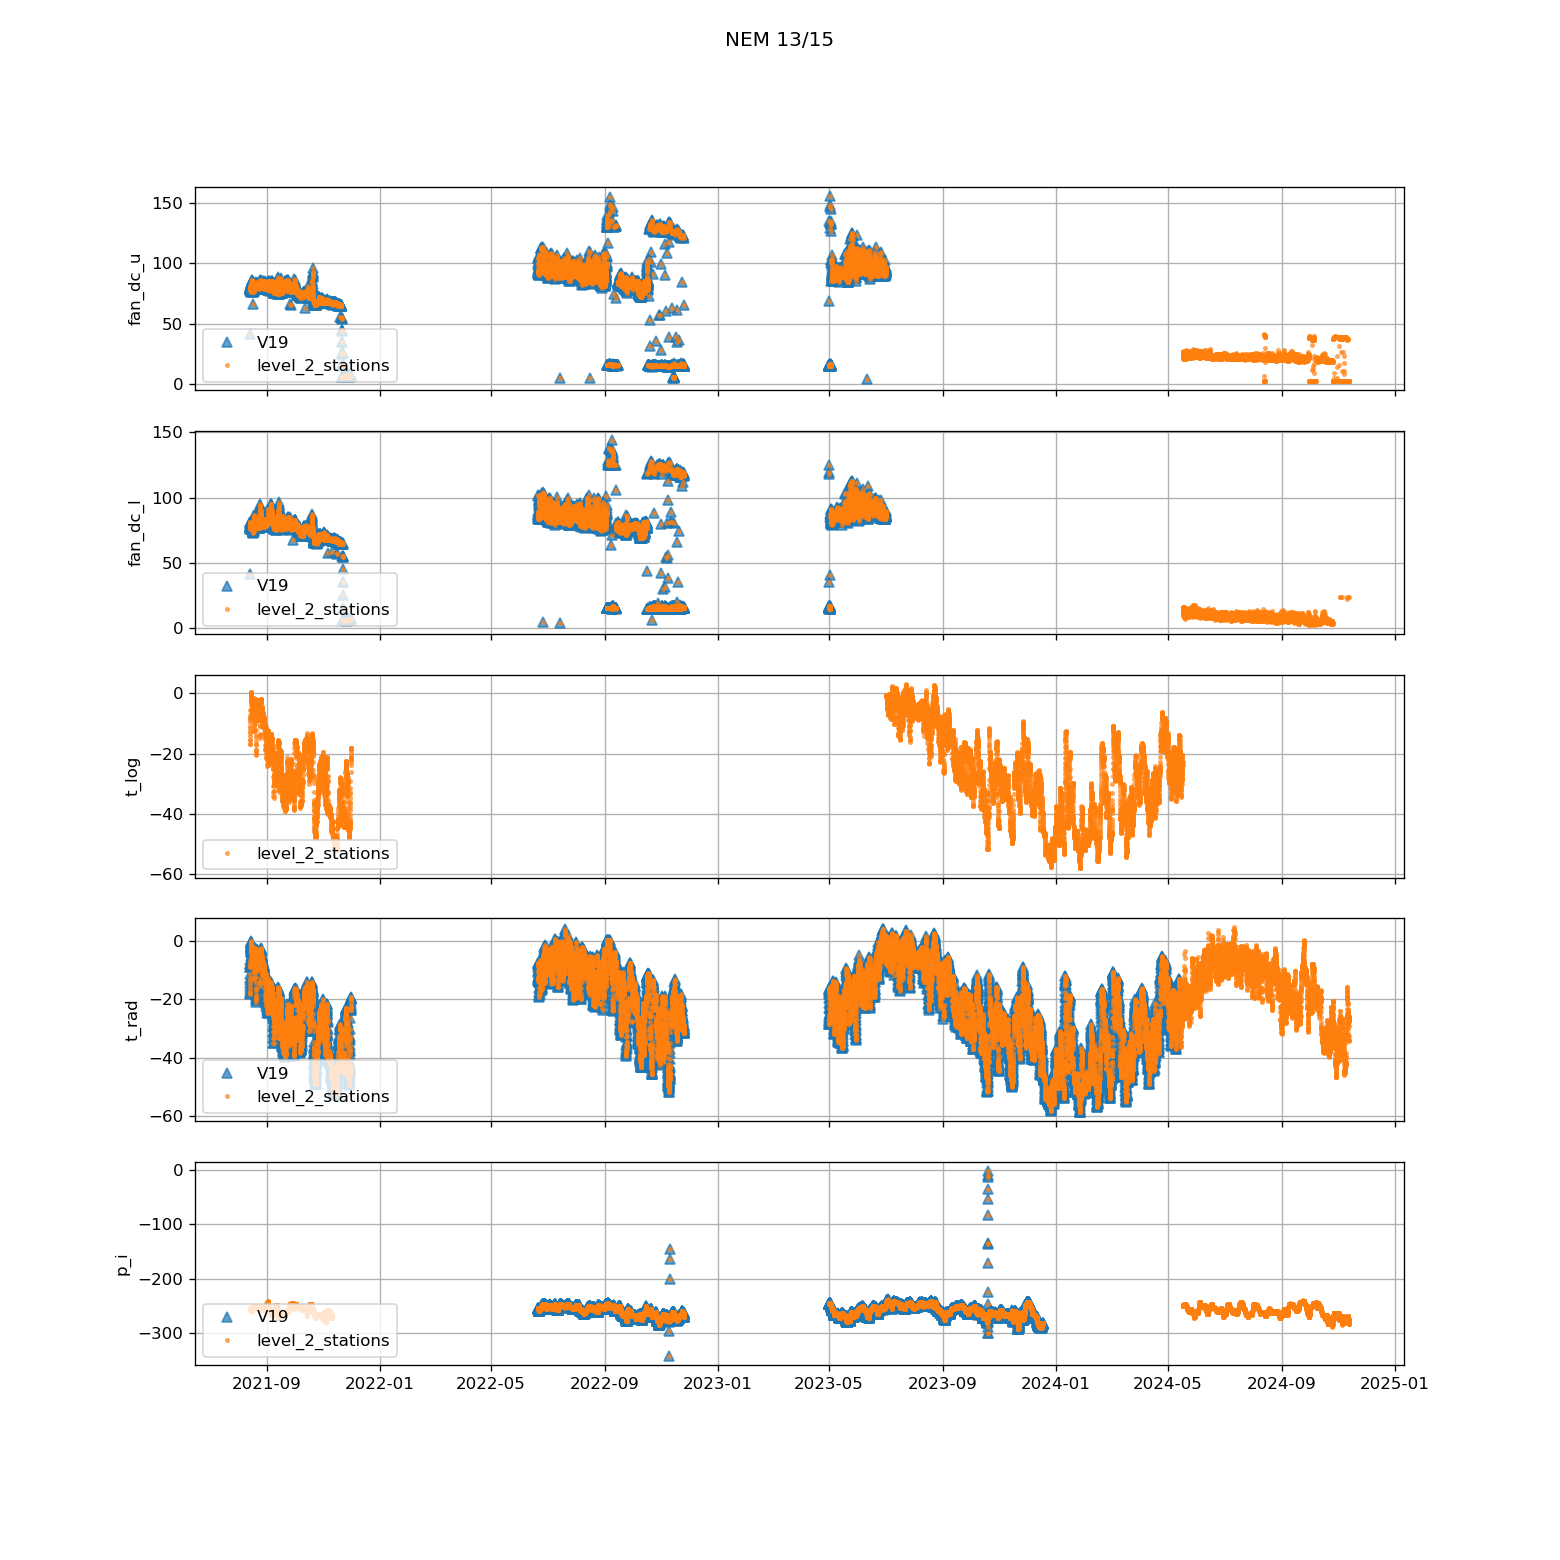 NEM 13/15
150
100
50
0
fan_dc_u
V19
level_2_stations
150
100
50
0
fan_dc_l
V19
level_2_stations
0
−20
−40
−60
t_log
level_2_stations
0
−20
−40
−60
t_rad
V19
level_2_stations
0
−100
−200
−300
p_i
V19
level_2_stations
2021-09 2022-01 2022-05 2022-09 2023-01 2023-05 2023-09 2024-01 2024-05 2024-09 2025-01